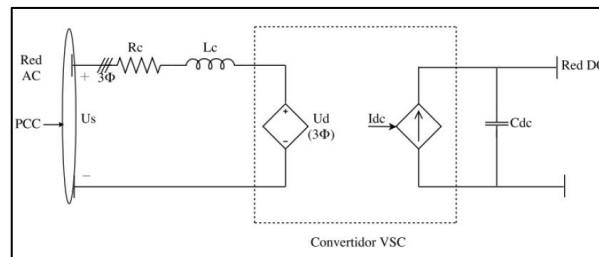 Red
AC
PCC
+
3Φ
Us
−
Rc
Lc
+
−
Ud
(3Φ)
Idc
Cdc
Red DC
Convertidor VSC